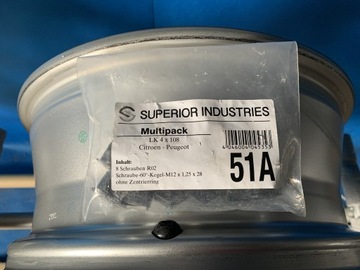 SUPERIOR INDUSTRIES
Multipack
LK 4 x 108
Citroen - Peugeot
Inhalt:
8 Schrauben R02
Schraube-60°-Kegel-M12 x 1,25 x 28
ohne Zentrierring
51A